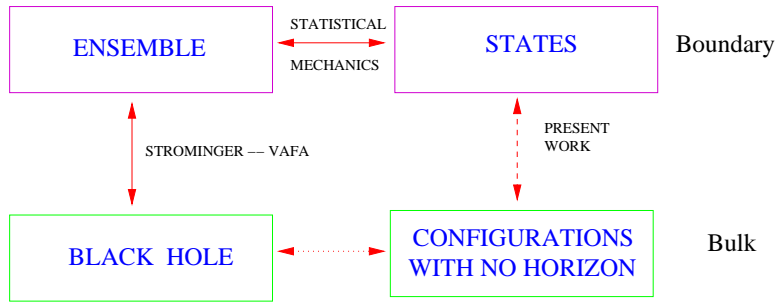 ENSEMBLE
STATISTICAL
MECHANICS
STATES
Boundary
STROMINGER –– VAFA
PRESENT
WORK
BLACK HOLE
CONFIGURATIONS
WITH NO HORIZON
Bulk